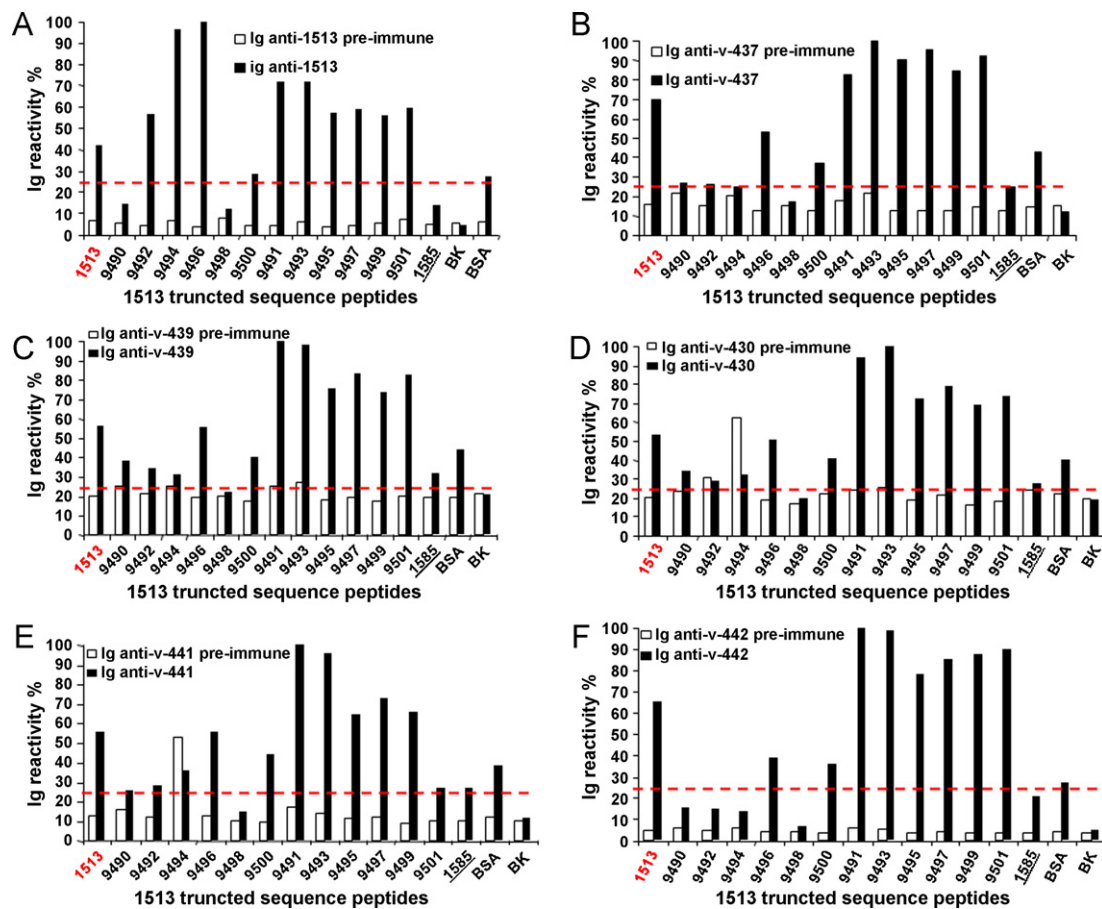 A
Ig reactivity %
100
90
80
70
60
50
40
30
20
10
0
Ig anti-1513 pre-immune
ig anti-1513
1513 9490 9492 9494 9496 9498 9500 9491 9493 9495 9497 9499 9501 1585 BK BSA
1513 truncted sequence peptides
B
Ig reactivity %
100
90
80
70
60
50
40
30
20
10
0
Ig anti-v-437 pre-immune
Ig anti-v-437
1513 9490 9492 9494 9496 9498 9500 9491 9493 9495 9497 9499 9501 1585 BSA BK
1513 truncted sequence peptides
C
Ig reactivity %
100
90
80
70
60
50
40
30
20
10
0
Ig anti-v-439 pre-immune
Ig anti-v-439
1513 9490 9492 9494 9496 9498 9500 9491 9493 9495 9497 9499 9501 1585 BSA BK
1513 truncted sequence peptides
D
Ig reactivity %
100
90
80
70
60
50
40
30
20
10
0
Ig anti-v-430 pre-immune
Ig anti-v-430
1513 9490 9492 9494 9496 9498 9500 9491 9493 9495 9497 9499 9501 1585 BSA BK
1513 truncted sequence peptides
E
Ig reactivity %
100
90
80
70
60
50
40
30
20
10
0
Ig anti-v-441 pre-immune
Ig anti-v-441
1513 9490 9492 9494 9496 9498 9500 9491 9493 9495 9497 9499 9501 1585 BSA BK
1513 truncted sequence peptides
F
Ig reactivity %
100
90
80
70
60
50
40
30
20
10
0
Ig anti-v-442 pre-immune
Ig anti-v-442
1513 9490 9492 9494 9496 9498 9500 9491 9493 9495 9497 9499 9501 1585 BSA BK
1513 truncted sequence peptides